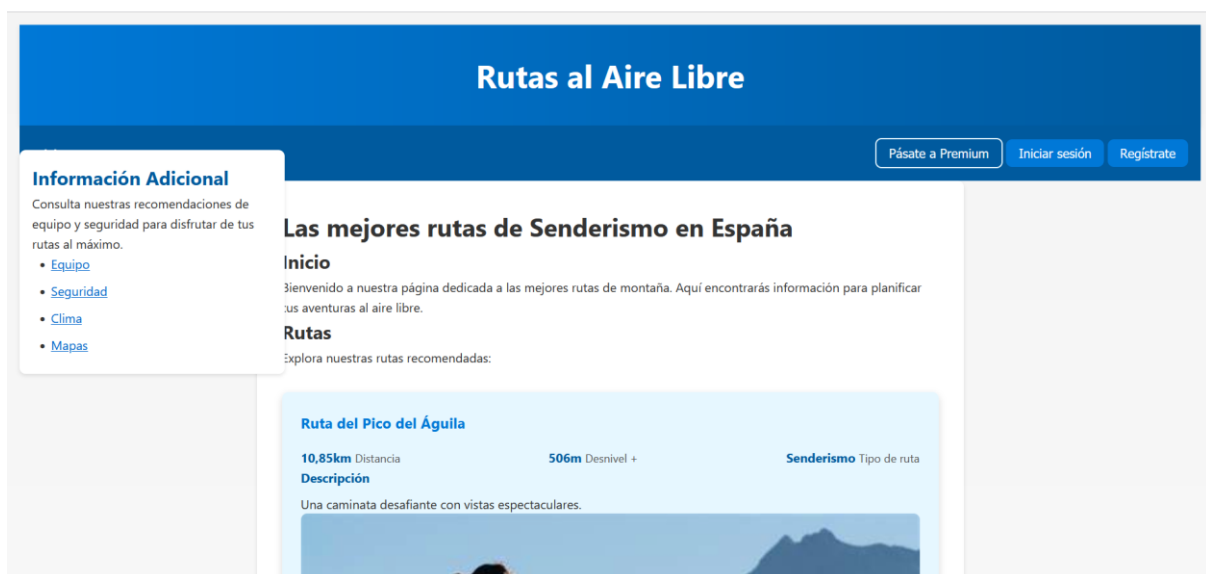 Rutas al Aire Libre
Pásate a Premium
Iniciar sesión
Regístrate
Información Adicional
Consulta nuestras recomendaciones de
equipo y seguridad para disfrutar de tus
rutas al máximo.
• Equipo
• Seguridad
• Clima
• Mapas
Las mejores rutas de Senderismo en España
Inicio
Bienvenido a nuestra página dedicada a las mejores rutas de montaña. Aquí encontrarás información para planificar
tus aventuras al aire libre.
Rutas
Explora nuestras rutas recomendadas:
Ruta del Pico del Águila
10,85km Distancia
506m Desnivel +
Senderismo Tipo de ruta
Descripción
Una caminata desafiante con vistas espectaculares.